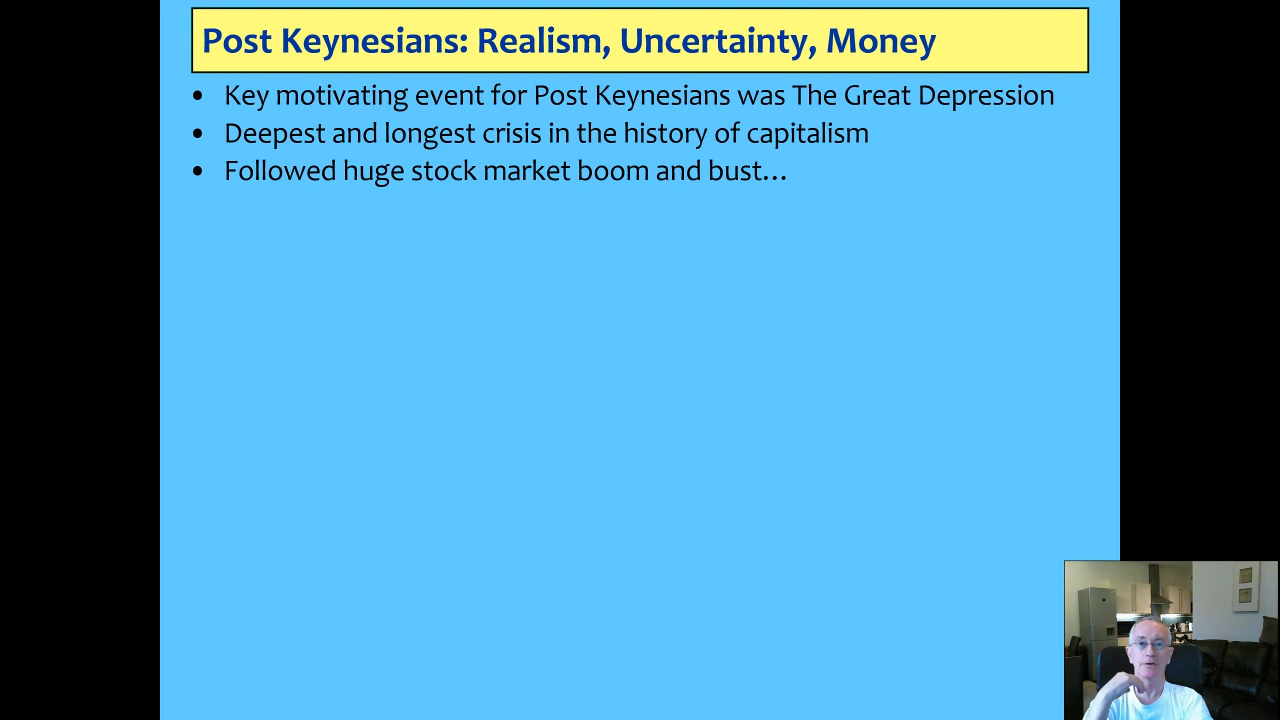 Post Keynesians: Realism, Uncertainty, Money
• Key motivating event for Post Keynesians was The Great Depression
• Deepest and longest crisis in the history of capitalism
• Followed huge stock market boom and bust…